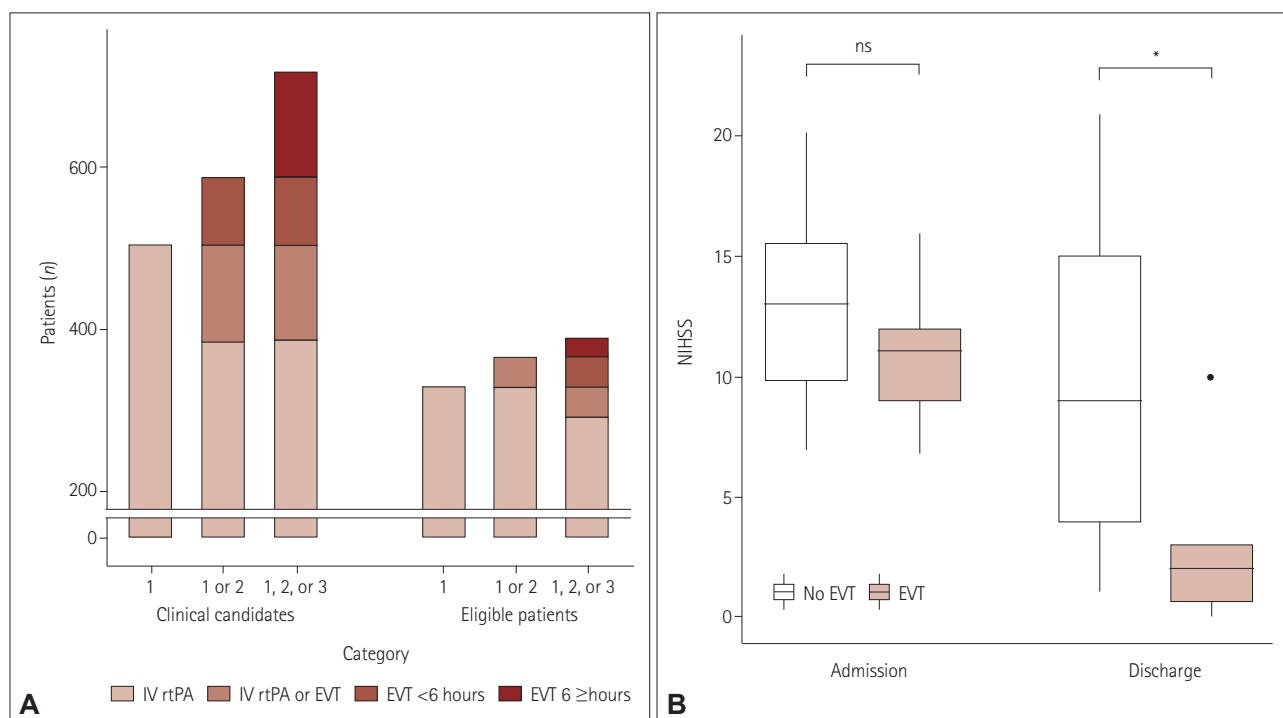 600
400
200
0
Patients (n)
1
1 or 2
1, 2, or 3
1
1 or 2
1, 2, or 3
Clinical candidates
Eligible patients
Category
IV rtPA
IV rtPA or EVT
EVT <6 hours
EVT 6 ≥hours
A
ns
*
20
15
10
5
0
NIHSS
No EVT
EVT
Admission
Discharge
B